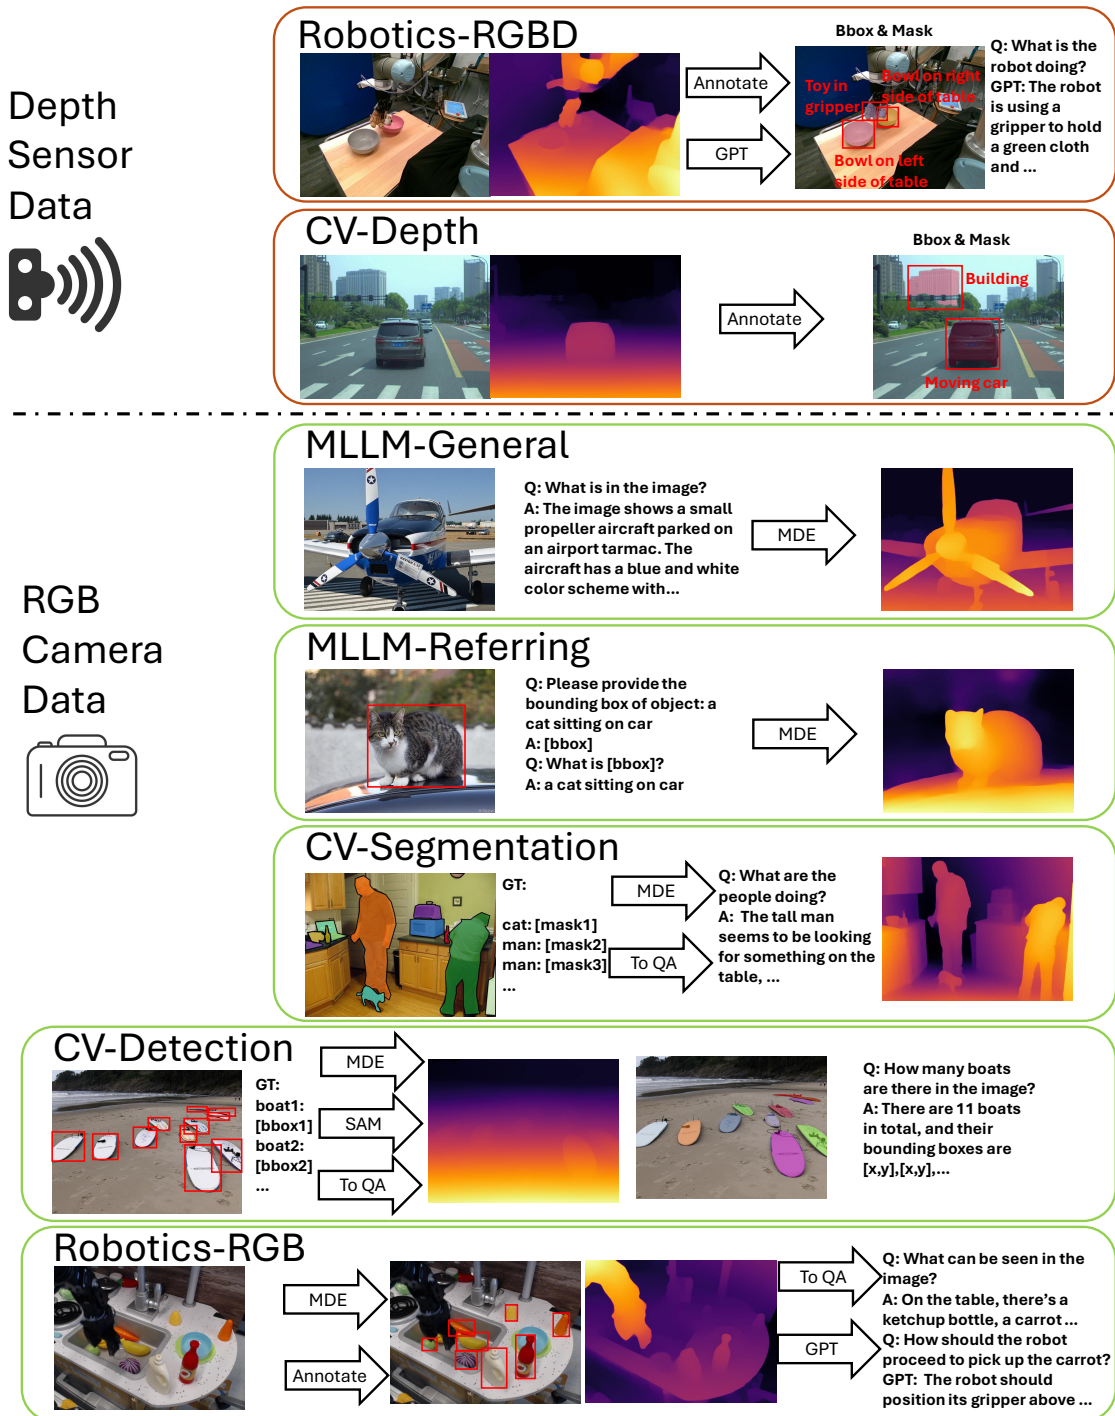 Depth
Sensor
Data
Robotics-RGBD
Annotate
GPT
Bbox & Mask
Toy in
gripper
Bowl on right
side of table
Bowl on left
side of table
Q: What is the
robot doing?
GPT: The robot
is using a
gripper to hold
a green cloth
and ...
CV-Depth
Annotate
Bbox & Mask
Building
Moving car
RGB
Camera
Data
MLLM-General
Q: What is in the image?
A: The image shows a small
propeller aircraft parked on
an airport tarmac. The
aircraft has a blue and white
color scheme with...
MDE
MLLM-Referring
Q: Please provide the
bounding box of object: a
cat sitting on car
A: [bbox]
Q: What is [bbox]?
A: a cat sitting on car
MDE
CV-Segmentation
GT:
cat: [mask1]
man: [mask2]
man: [mask3]
...
MDE
To QA
Q: What are the
people doing?
A: The tall man
seems to be looking
for something on the
table, ...
CV-Detection
GT:
boat1:
[bbox1]
boat2:
[bbox2]
...
MDE
SAM
To QA
Q: How many boats
are there in the image?
A: There are 11 boats
in total, and their
bounding boxes are
[x,y],[x,y],...
Robotics-RGB
MDE
Annotate
To QA
GPT
Q: What can be seen in the
image?
A: On the table, there's a
ketchup bottle, a carrot ...
Q: How should the robot
proceed to pick up the carrot?
GPT: The robot should
position its gripper above ...